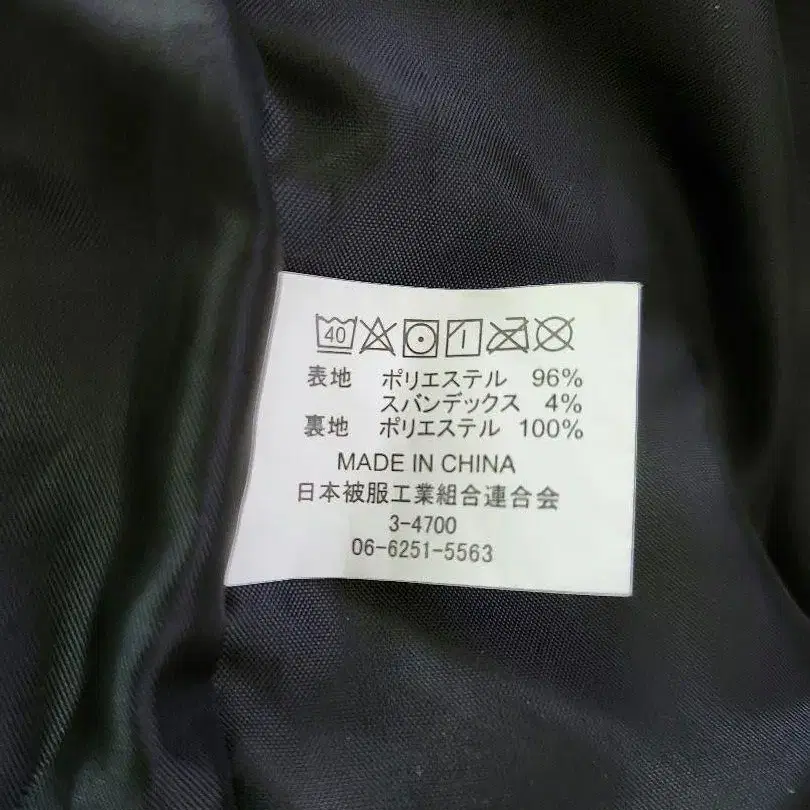 40
表地 ポリエステル 96%
スパンデックス 4%
裏地 ポリエステル 100%
MADE IN CHINA
日本被服工業組合連合会
3-4700
06-6251-5563